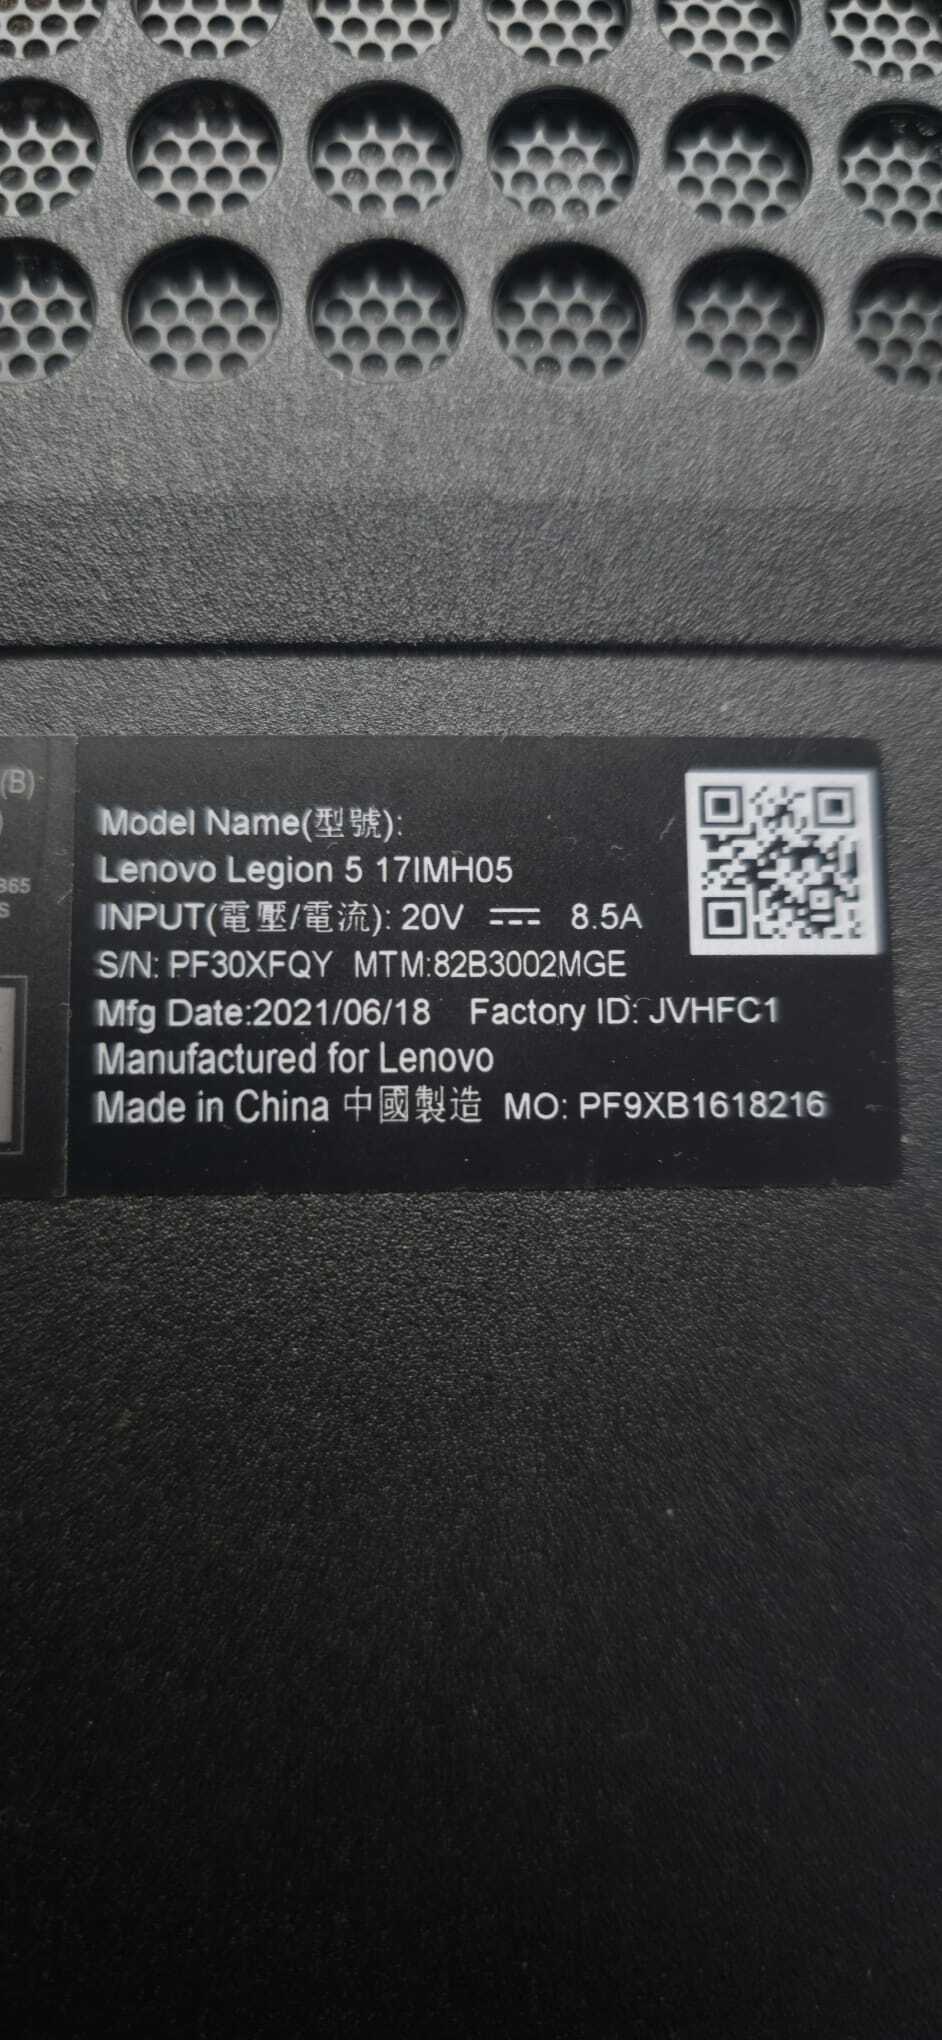 (B)
365
S
Model Name(型號):
Lenovo Legion 5 17IMH05
INPUT(電壓/電流): 20V ⎓ 8.5A
S/N: PF30XFQY MTM:82B3002MGE
Mfg Date:2021/06/18 Factory ID: JVHFC1
Manufactured for Lenovo
Made in China 中國製造 MO: PF9XB1618216